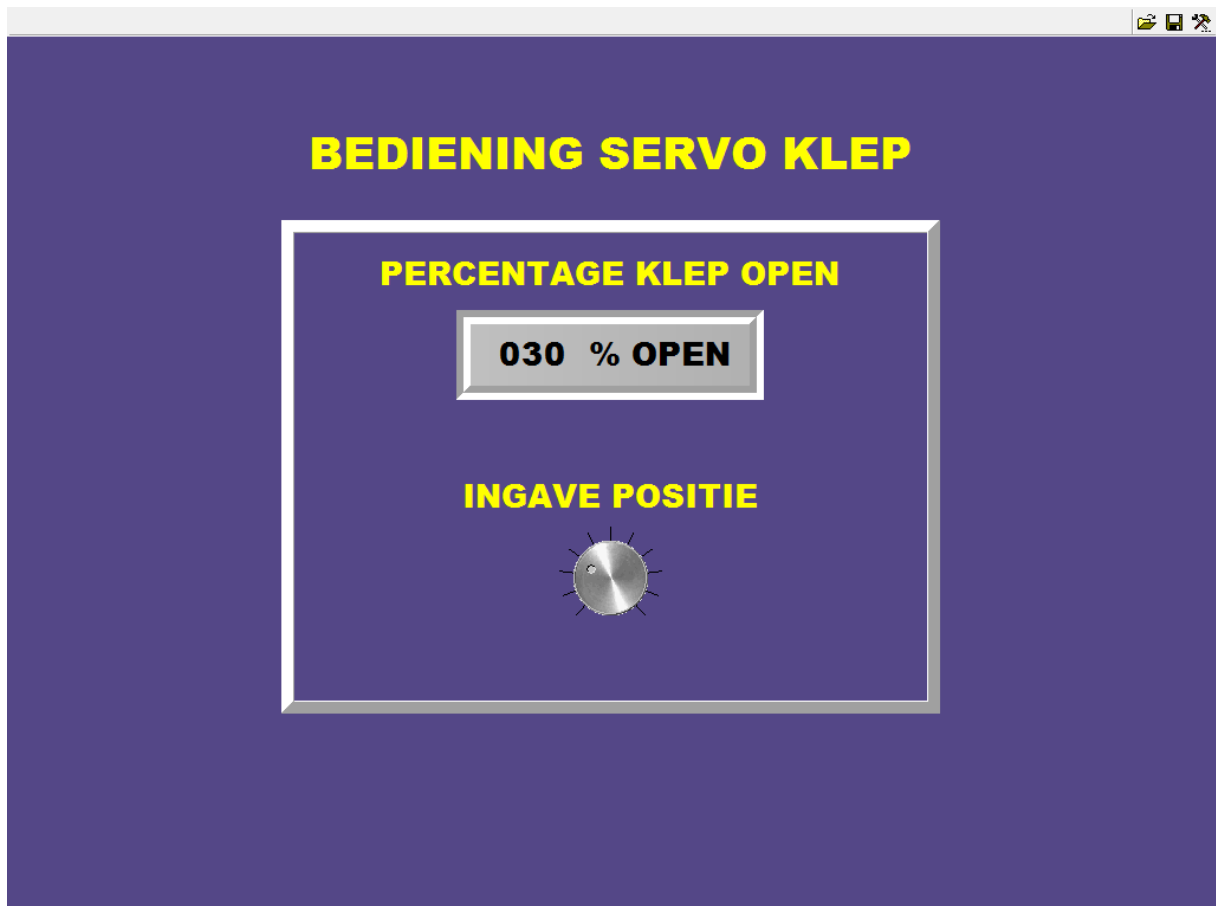 BEDIENING SERVO KLEP
PERCENTAGE KLEP OPEN
030 % OPEN
INGAVE POSITIE